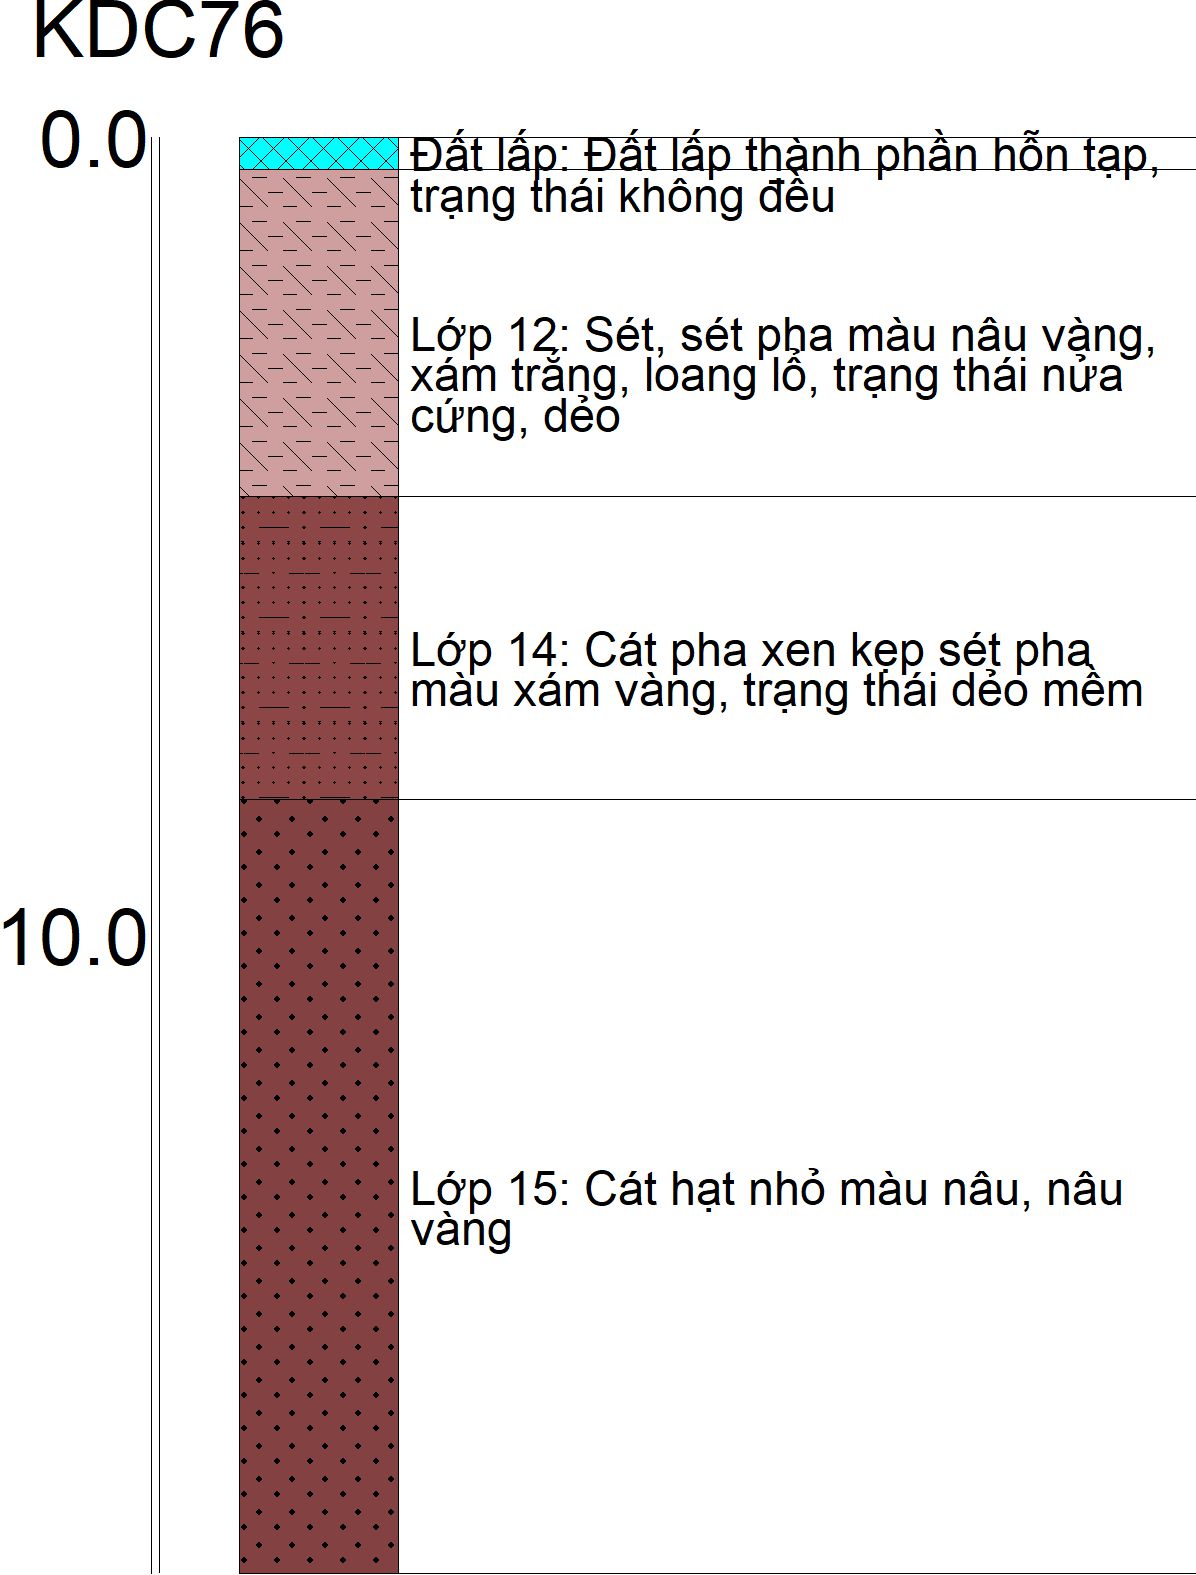 KDC76
0.0
Đất lấp: Đất lấp thành phần hỗn tạp,
trạng thái không đều
Lớp 12: Sét, sét pha màu nâu vàng,
xám trắng, loang lổ, trạng thái nửa
cứng, dẻo
Lớp 14: Cát pha xen kẹp sét pha
màu xám vàng, trạng thái dẻo mềm
10.0
Lớp 15: Cát hạt nhỏ màu nâu, nâu
vàng